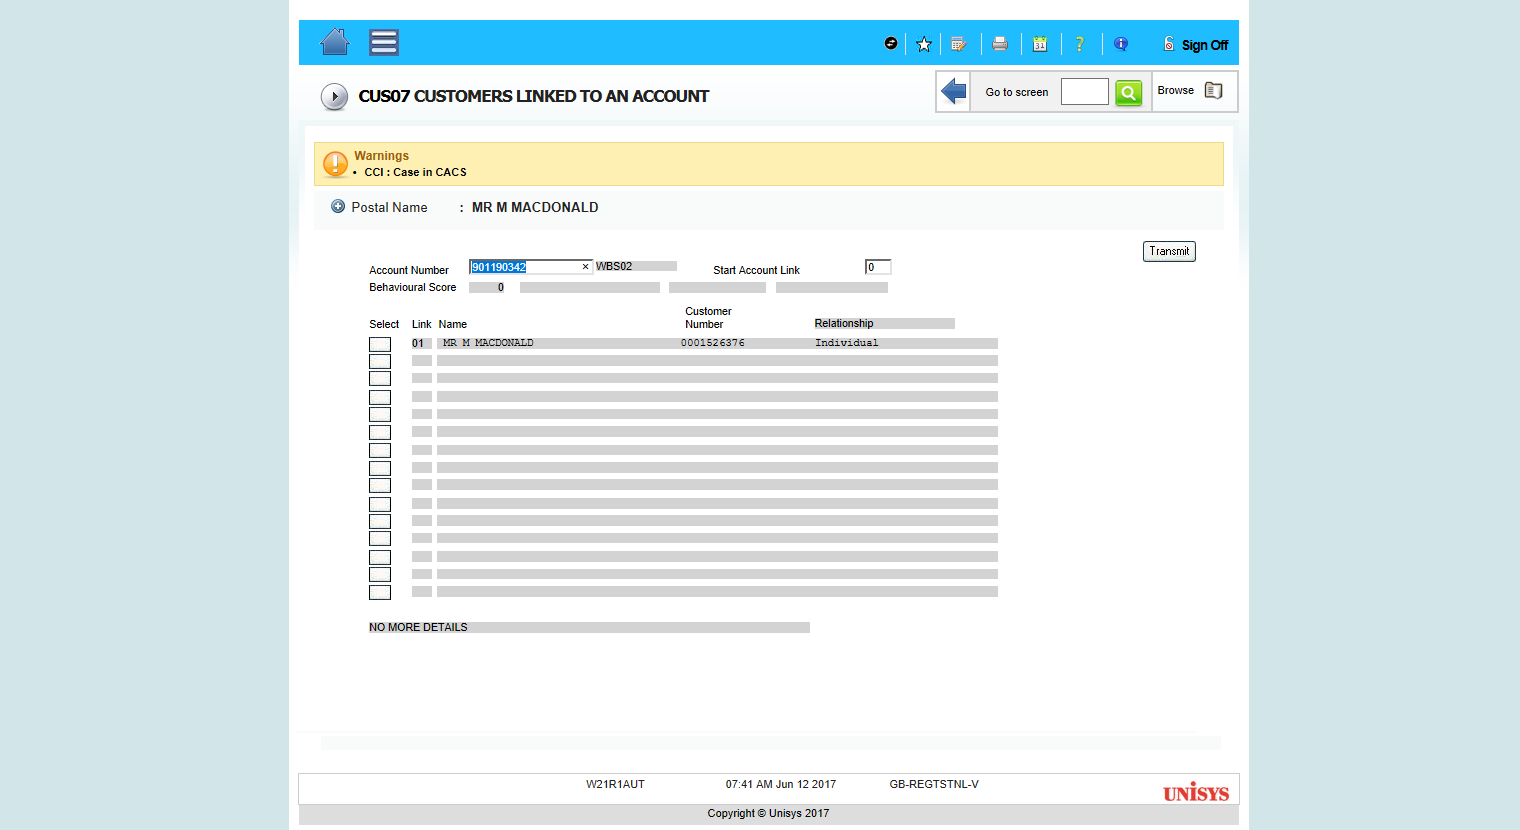 Sign Off
CUS07 CUSTOMERS LINKED TO AN ACCOUNT
Go to screen
Browse
Warnings
• CCI : Case in CACS
Postal Name : MR M MACDONALD
Transmit
Account Number 901190342 × WBS02 Start Account Link 0
Behavioural Score 0
Select Link Name Customer Number Relationship
01 MR M MACDONALD 0001526376 Individual
NO MORE DETAILS
W21R1AUT 07:41 AM Jun 12 2017 GB-REGTSTNL-V
UNISYS
Copyright © Unisys 2017